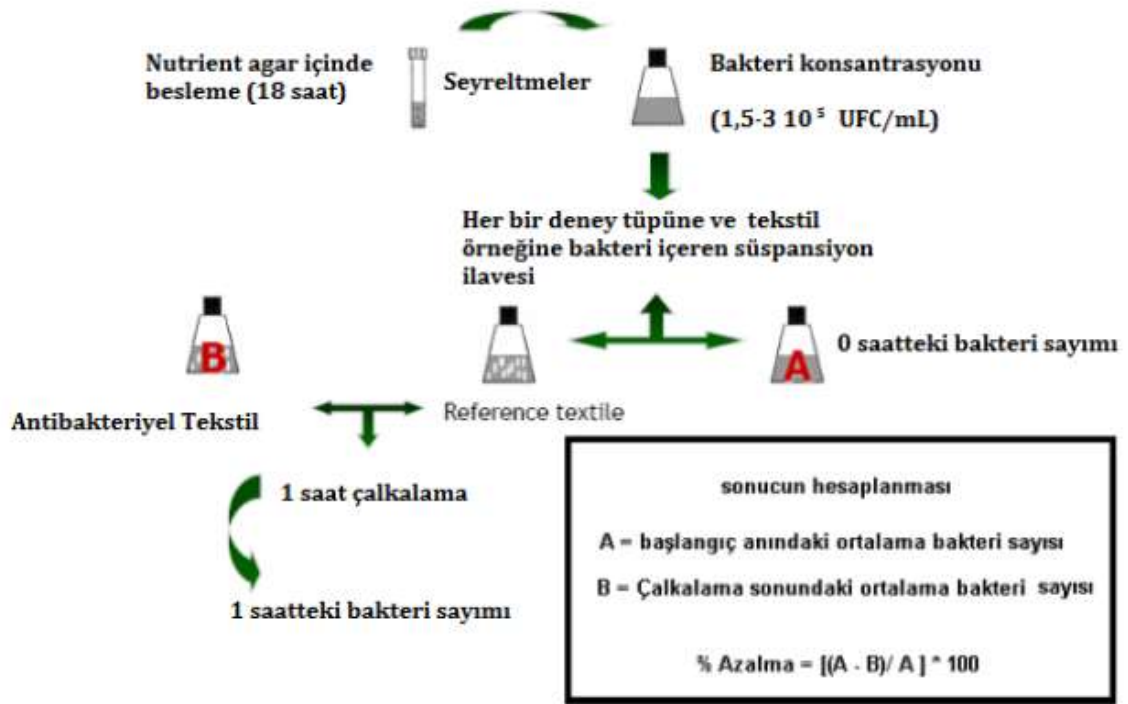 Nutrient agar içinde
besleme (18 saat)
Seyreltmeler
Bakteri konsantrasyonu
(1,5-3 10⁵ UFC/mL)
Her bir deney tüpüne ve tekstil
örneğine bakteri içeren süspansiyon
ilavesi
B
A
0 saatteki bakteri sayımı
Antibakteriyel Tekstil
Reference textile
1 saat çalkalama
1 saatteki bakteri sayımı
sonucun hesaplanması
A = başlangıç anındaki ortalama bakteri sayısı
B = Çalkalama sonundaki ortalama bakteri sayısı
% Azalma = [(A - B)/ A ] * 100